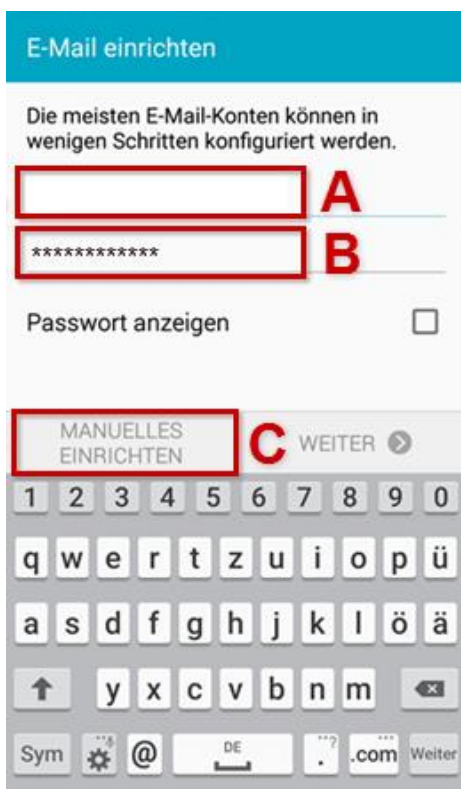 E-Mail einrichten
Die meisten E-Mail-Konten können in
wenigen Schritten konfiguriert werden.
A
************ B
Passwort anzeigen
MANUELLES
EINRICHTEN
C WEITER
1 2 3 4 5 6 7 8 9 0
q w e r t z u i o p ü
a s d f g h j k l ö ä
y x c v b n m
Sym @ DE . ...? .com Weiter